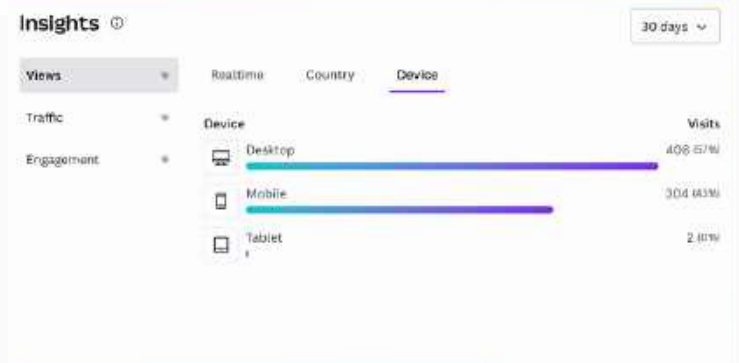 Insights
30 days
Views
Realtime Country Device
Traffic
Device Visits
Desktop 408 (57%)
Engagement
Mobile 304 (43%)
Tablet 2 (0%)